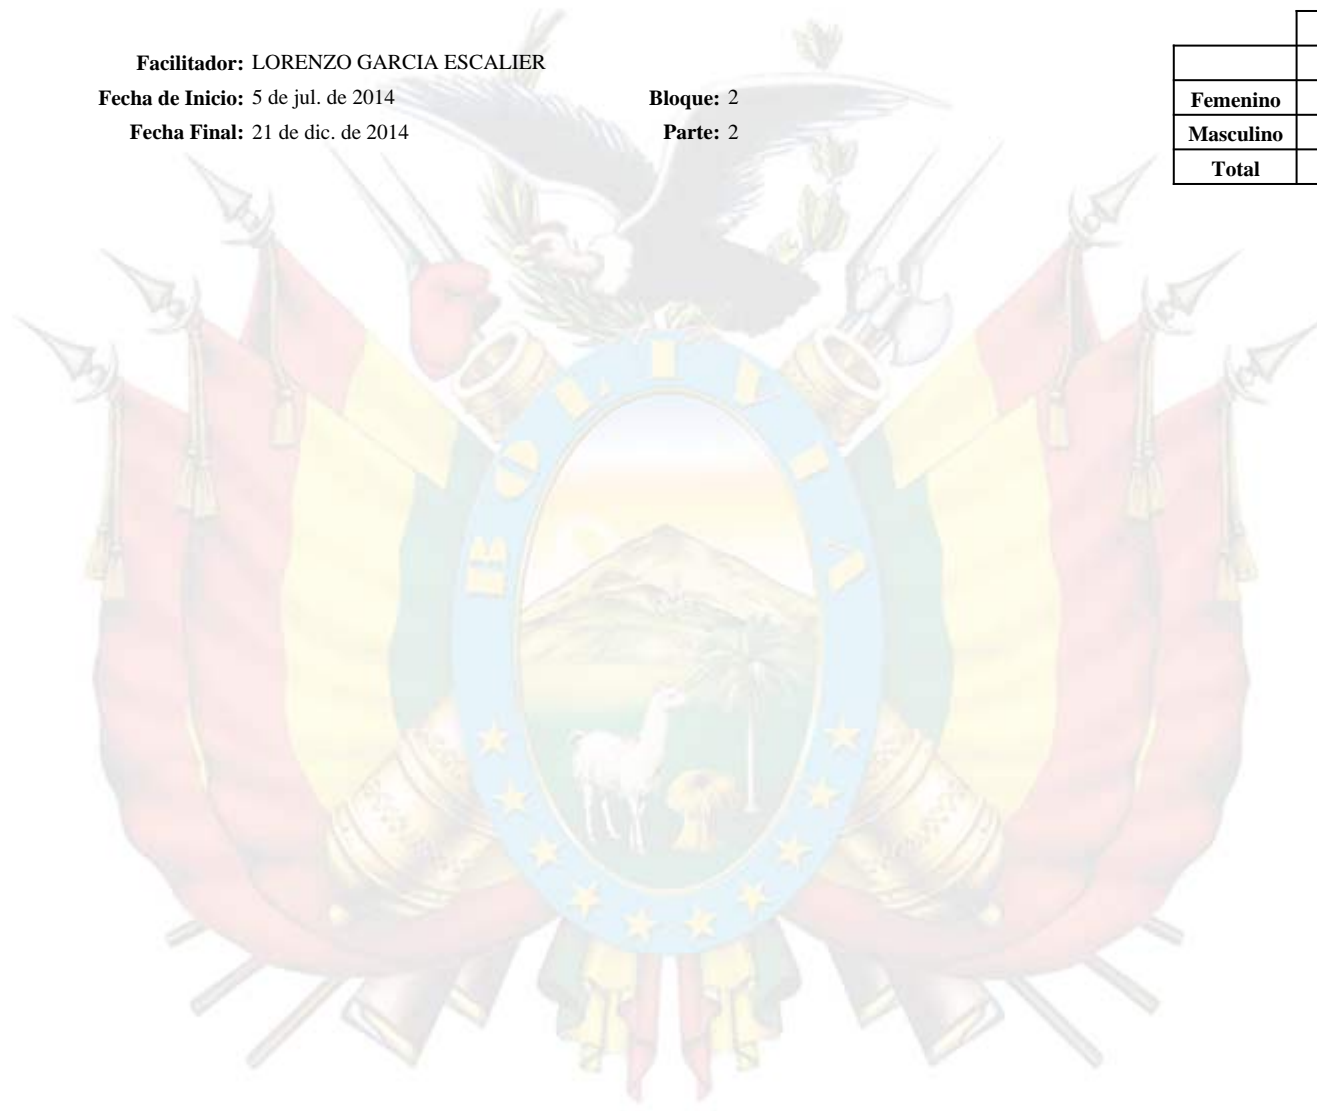 Facilitador: LORENZO GARCIA ESCALIER
Fecha de Inicio: 5 de jul. de 2014 Bloque: 2
Fecha Final: 21 de dic. de 2014 Parte: 2
Femenino
Masculino
Total
BOLIVIA